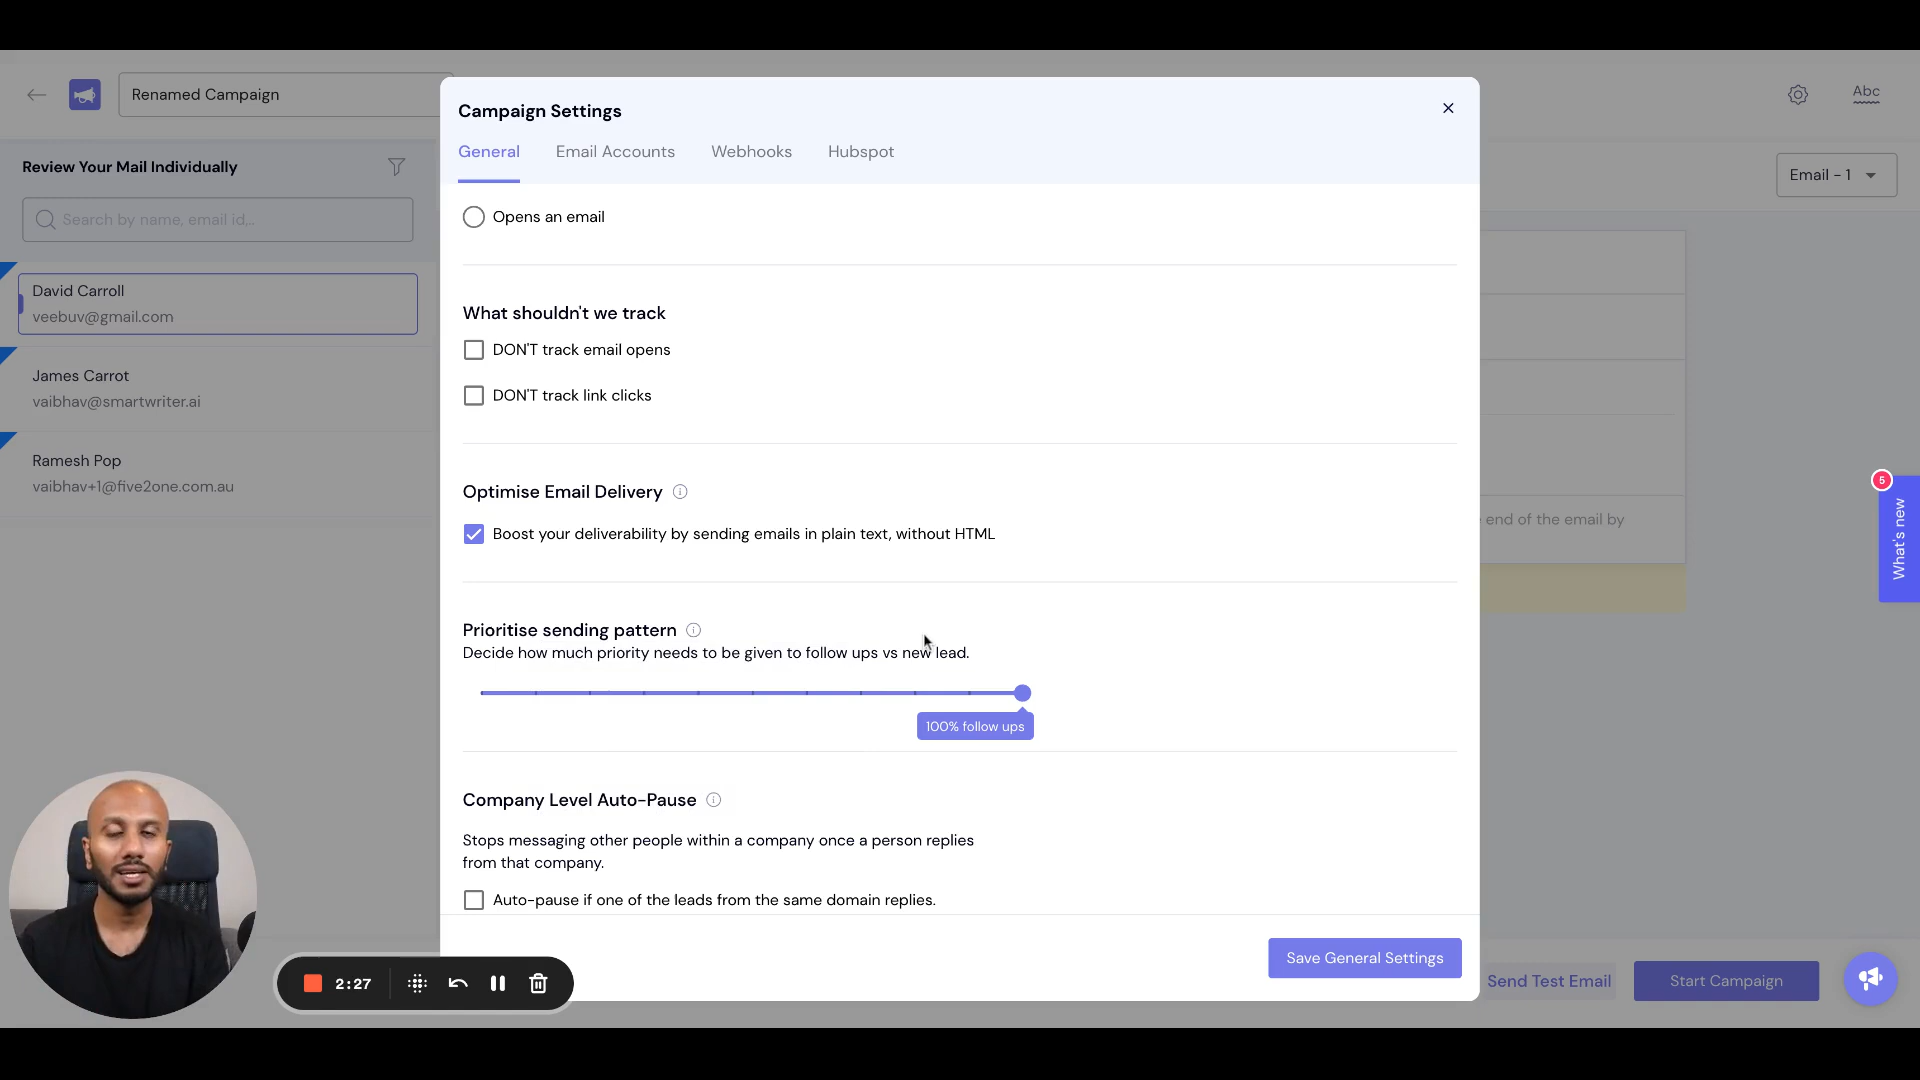 Renamed Campaign
Abc
Review Your Mail Individually
Search by name, email id,...
David Carroll
veebuv@gmail.com
James Carrot
vaibhav@smartwriter.ai
Ramesh Pop
vaibhav+1@five2one.com.au
Campaign Settings
General
Email Accounts
Webhooks
Hubspot
Opens an email
What shouldn't we track
DON'T track email opens
DON'T track link clicks
Optimise Email Delivery
Boost your deliverability by sending emails in plain text, without HTML
Prioritise sending pattern
Decide how much priority needs to be given to follow ups vs new lead.
100% follow ups
Company Level Auto-Pause
Stops messaging other people within a company once a person replies
from that company.
Auto-pause if one of the leads from the same domain replies.
Save General Settings
Email - 1
end of the email by
5
What's new
2:27
Send Test Email
Start Campaign